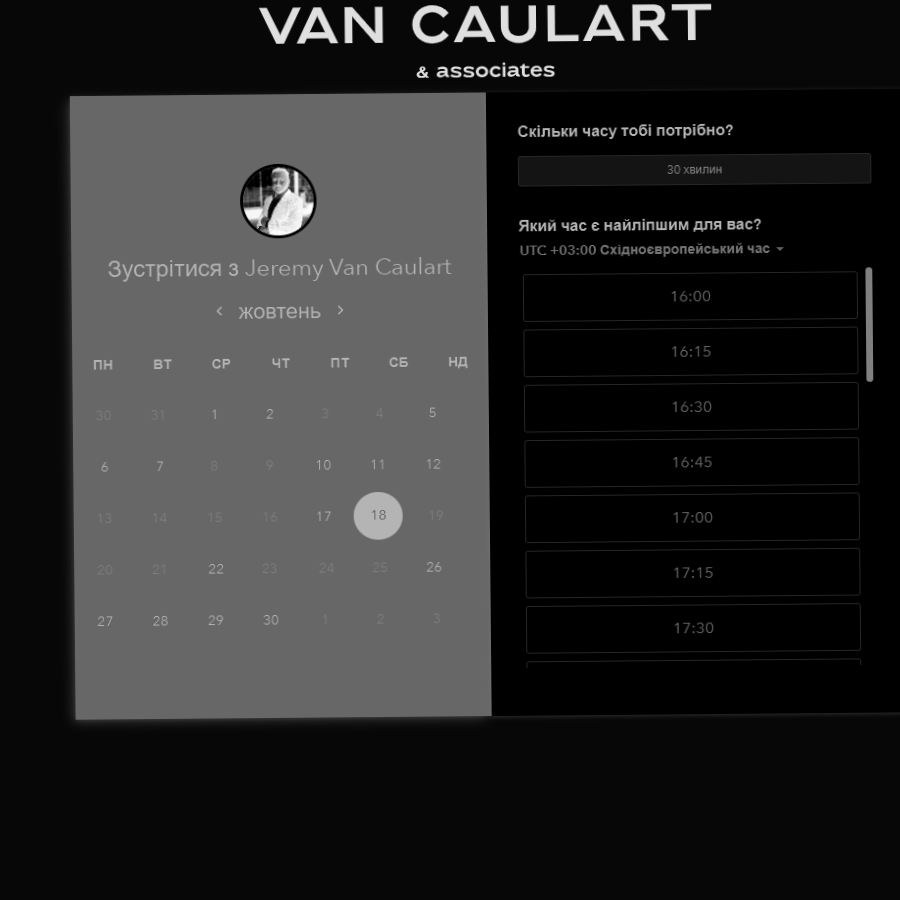 VAN CAULART
& associates
Зустрітися з Jeremy Van Caulart
жовтень
ПН ВТ СР ЧТ ПТ СБ НД
30 31 1 2 3 4 5
6 7 8 9 10 11 12
13 14 15 16 17 18 19
20 21 22 23 24 25 26
27 28 29 30 1 2 3
Скільки часу тобі потрібно?
30 хвилин
Який час є найліпшим для вас?
UTC +03:00 Східноєвропейський час
16:00
16:15
16:30
16:45
17:00
17:15
17:30